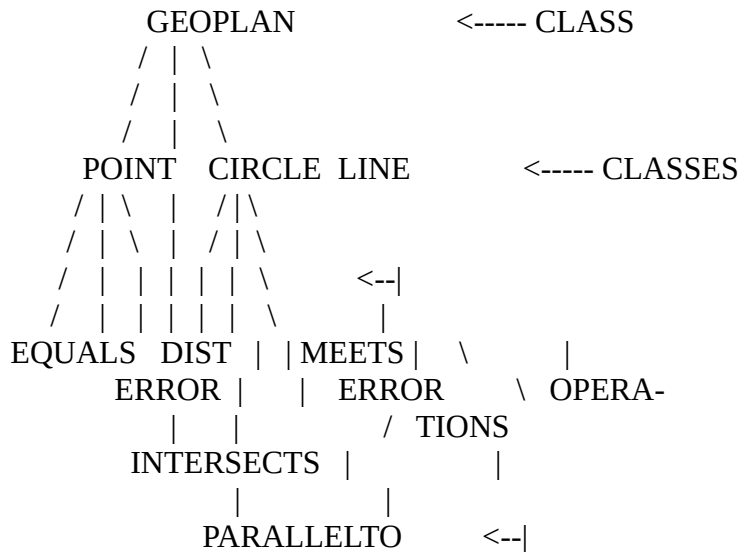 GEOPLAN <----- CLASS
/ | \
/ | \
/ | \
POINT CIRCLE LINE <----- CLASSES
/ | \ | / | \
/ | \ | / | \
/ | | | | | \ <--|
/ | | | | | \ |
EQUALS DIST | | MEETS | \ |
ERROR | | ERROR \ OPERA-
| | / TIONS
INTERSECTS | |
| |
PARALLELTO <--|